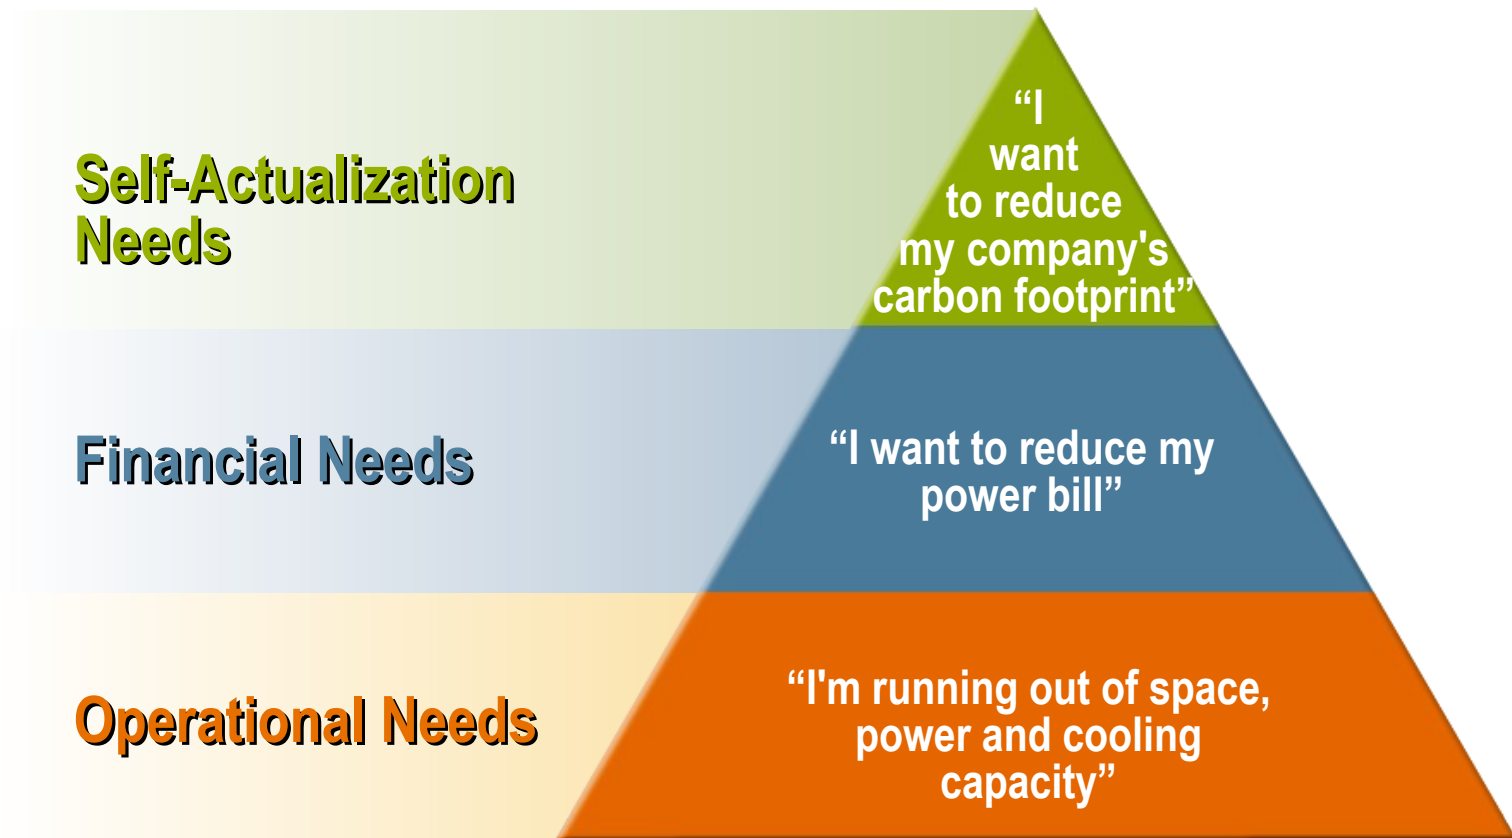 Self-Actualization
Needs
“I
want
to reduce
my company's
carbon footprint”
Financial Needs
“I want to reduce my
power bill”
Operational Needs
“I'm running out of space,
power and cooling
capacity”